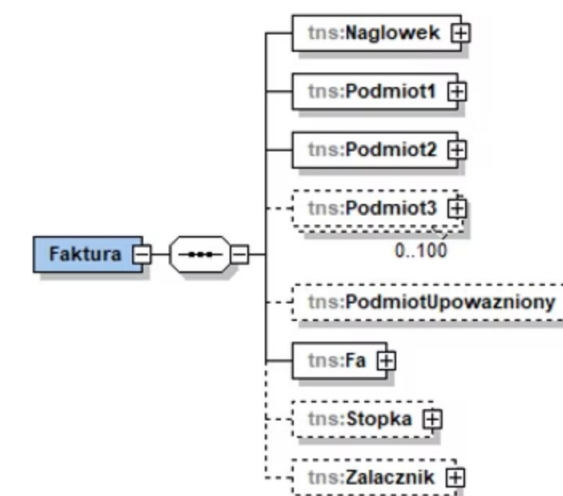 tns:Naglowek
tns:Podmiot1
tns:Podmiot2
tns:Podmiot3
0..100
Faktura
tns:PodmiotUpowazniony
tns:Fa
tns:Stopka
tns:Zalacznik